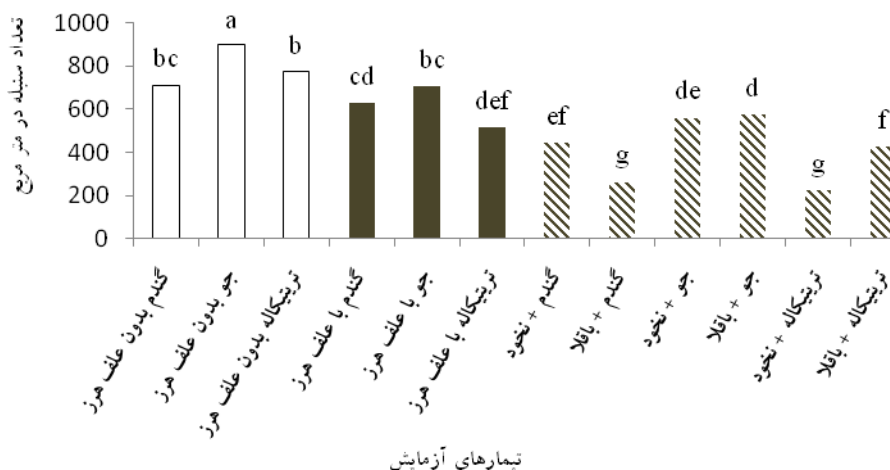 تعداد سنبله در متر مربع
1000
800
600
400
200
0
bc
a
b
cd
bc
def
ef
g
de
d
g
f
گندم بدون علف هرز
جو بدون علف هرز
تریتیکاله بدون علف هرز
گندم با علف هرز
جو با علف هرز
تریتیکاله با علف هرز
گندم + نخود
گندم + باقلا
جو + نخود
جو + باقلا
تریتیکاله + نخود
تریتیکاله + باقلا
تیمارهای آزمایش